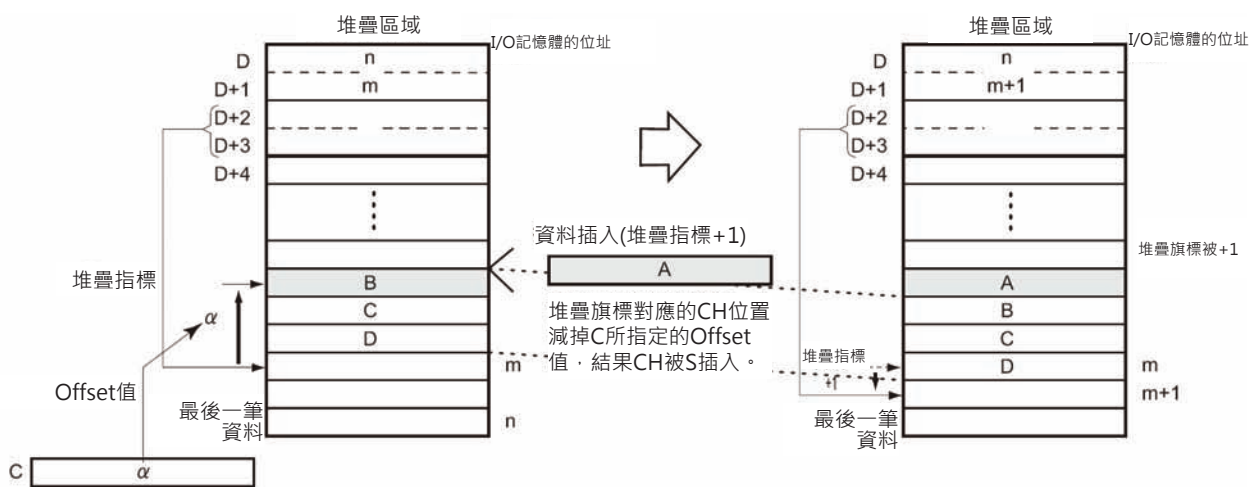 堆疊區域
I/O記憶體的位址
D
n
D+1
m
D+2
D+3
D+4
堆疊指標
B
C
D
α
m
Offset值
最後一筆
資料
n
C
α
資料插入(堆疊指標+1)
A
堆疊旗標對應的CH位置
減掉C所指定的Offset
值，結果CH被S插入。
堆疊區域
I/O記憶體的位址
D
n
D+1
m+1
D+2
D+3
D+4
堆疊旗標被+1
A
B
C
堆疊指標
D
m
+1
m+1
最後一筆
資料